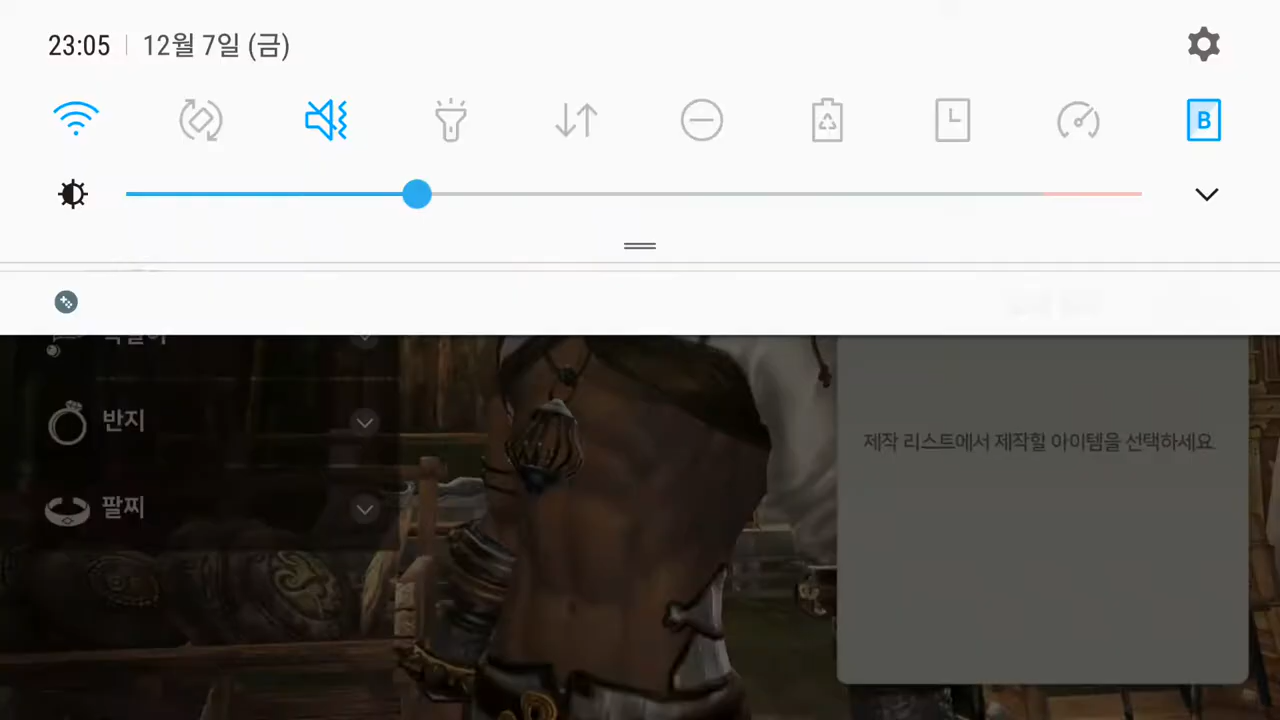 23:05 | 12월 7일 (금)
B
반지
제작 리스트에서 제작할 아이템을 선택하세요.
팔찌